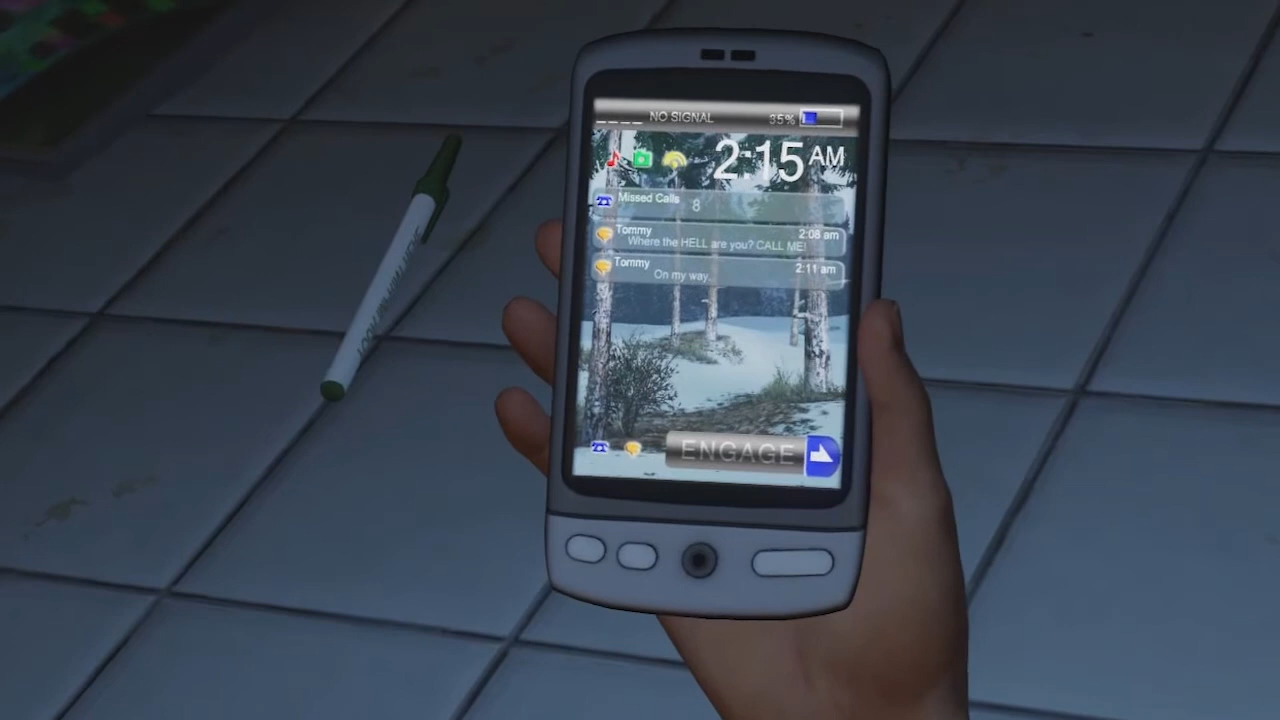 NO SIGNAL 35%
2:15 AM
Missed Calls 8
Tommy 2:08 am
Where the HELL are you? CALL ME!
Tommy 2:11 am
On my way..
ENGAGE